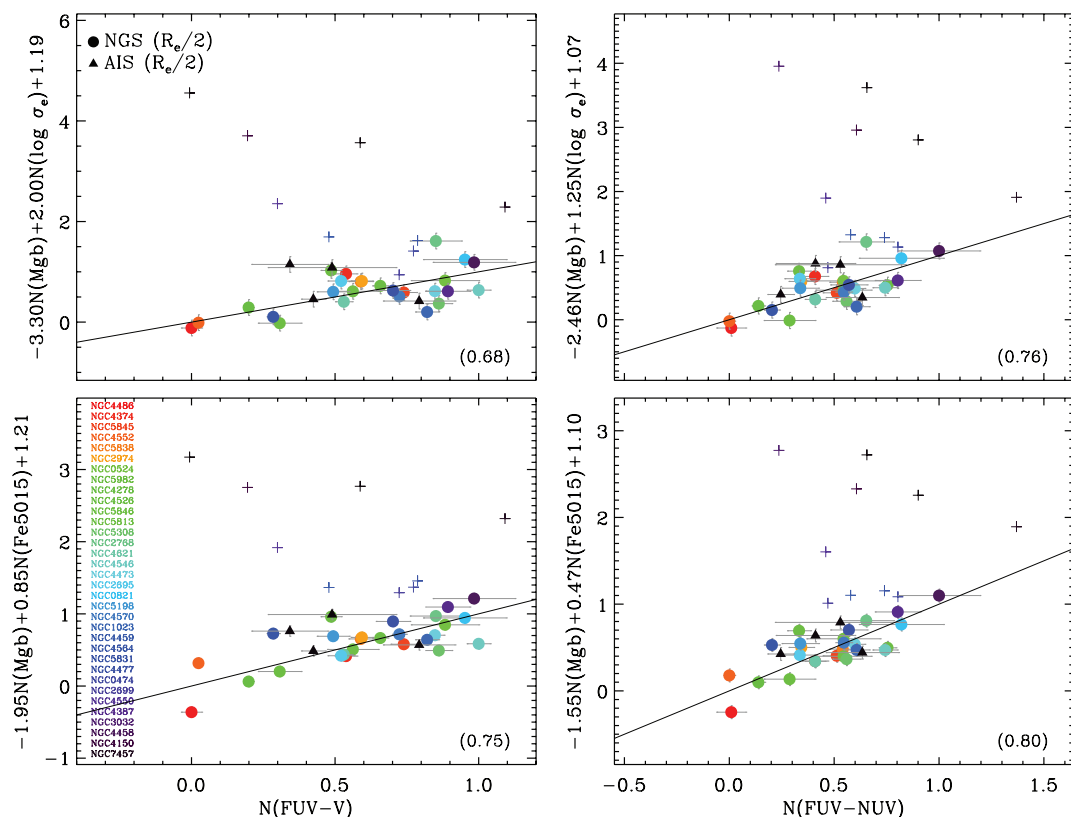 −3.30N(Mgb)+2.00N(log σe)+1.19
6
4
2
0
NGS (Re/2)
AIS (Re/2)
(0.68)
−2.46N(Mgb)+1.25N(log σe)+1.07
4
3
2
1
0
(0.76)
−1.95N(Mgb)+0.85N(Fe5015)+1.21
3
2
1
0
−1
NGC4486
NGC4374
NGC5845
NGC4552
NGC5838
NGC2974
NGC0524
NGC5982
NGC4278
NGC4526
NGC5846
NGC5813
NGC5308
NGC2768
NGC4621
NGC4546
NGC4473
NGC2695
NGC0821
NGC5198
NGC4570
NGC1023
NGC4459
NGC4564
NGC5831
NGC4477
NGC0474
NGC2699
NGC4550
NGC4387
NGC3032
NGC4458
NGC4150
NGC7457
(0.75)
0.0 0.5 1.0
N(FUV−V)
−1.555N(Mgb)+0.47N(Fe5015)+1.10
3
2
1
0
(0.80)
−0.5 0.0 0.5 1.0 1.5
N(FUV−NUV)